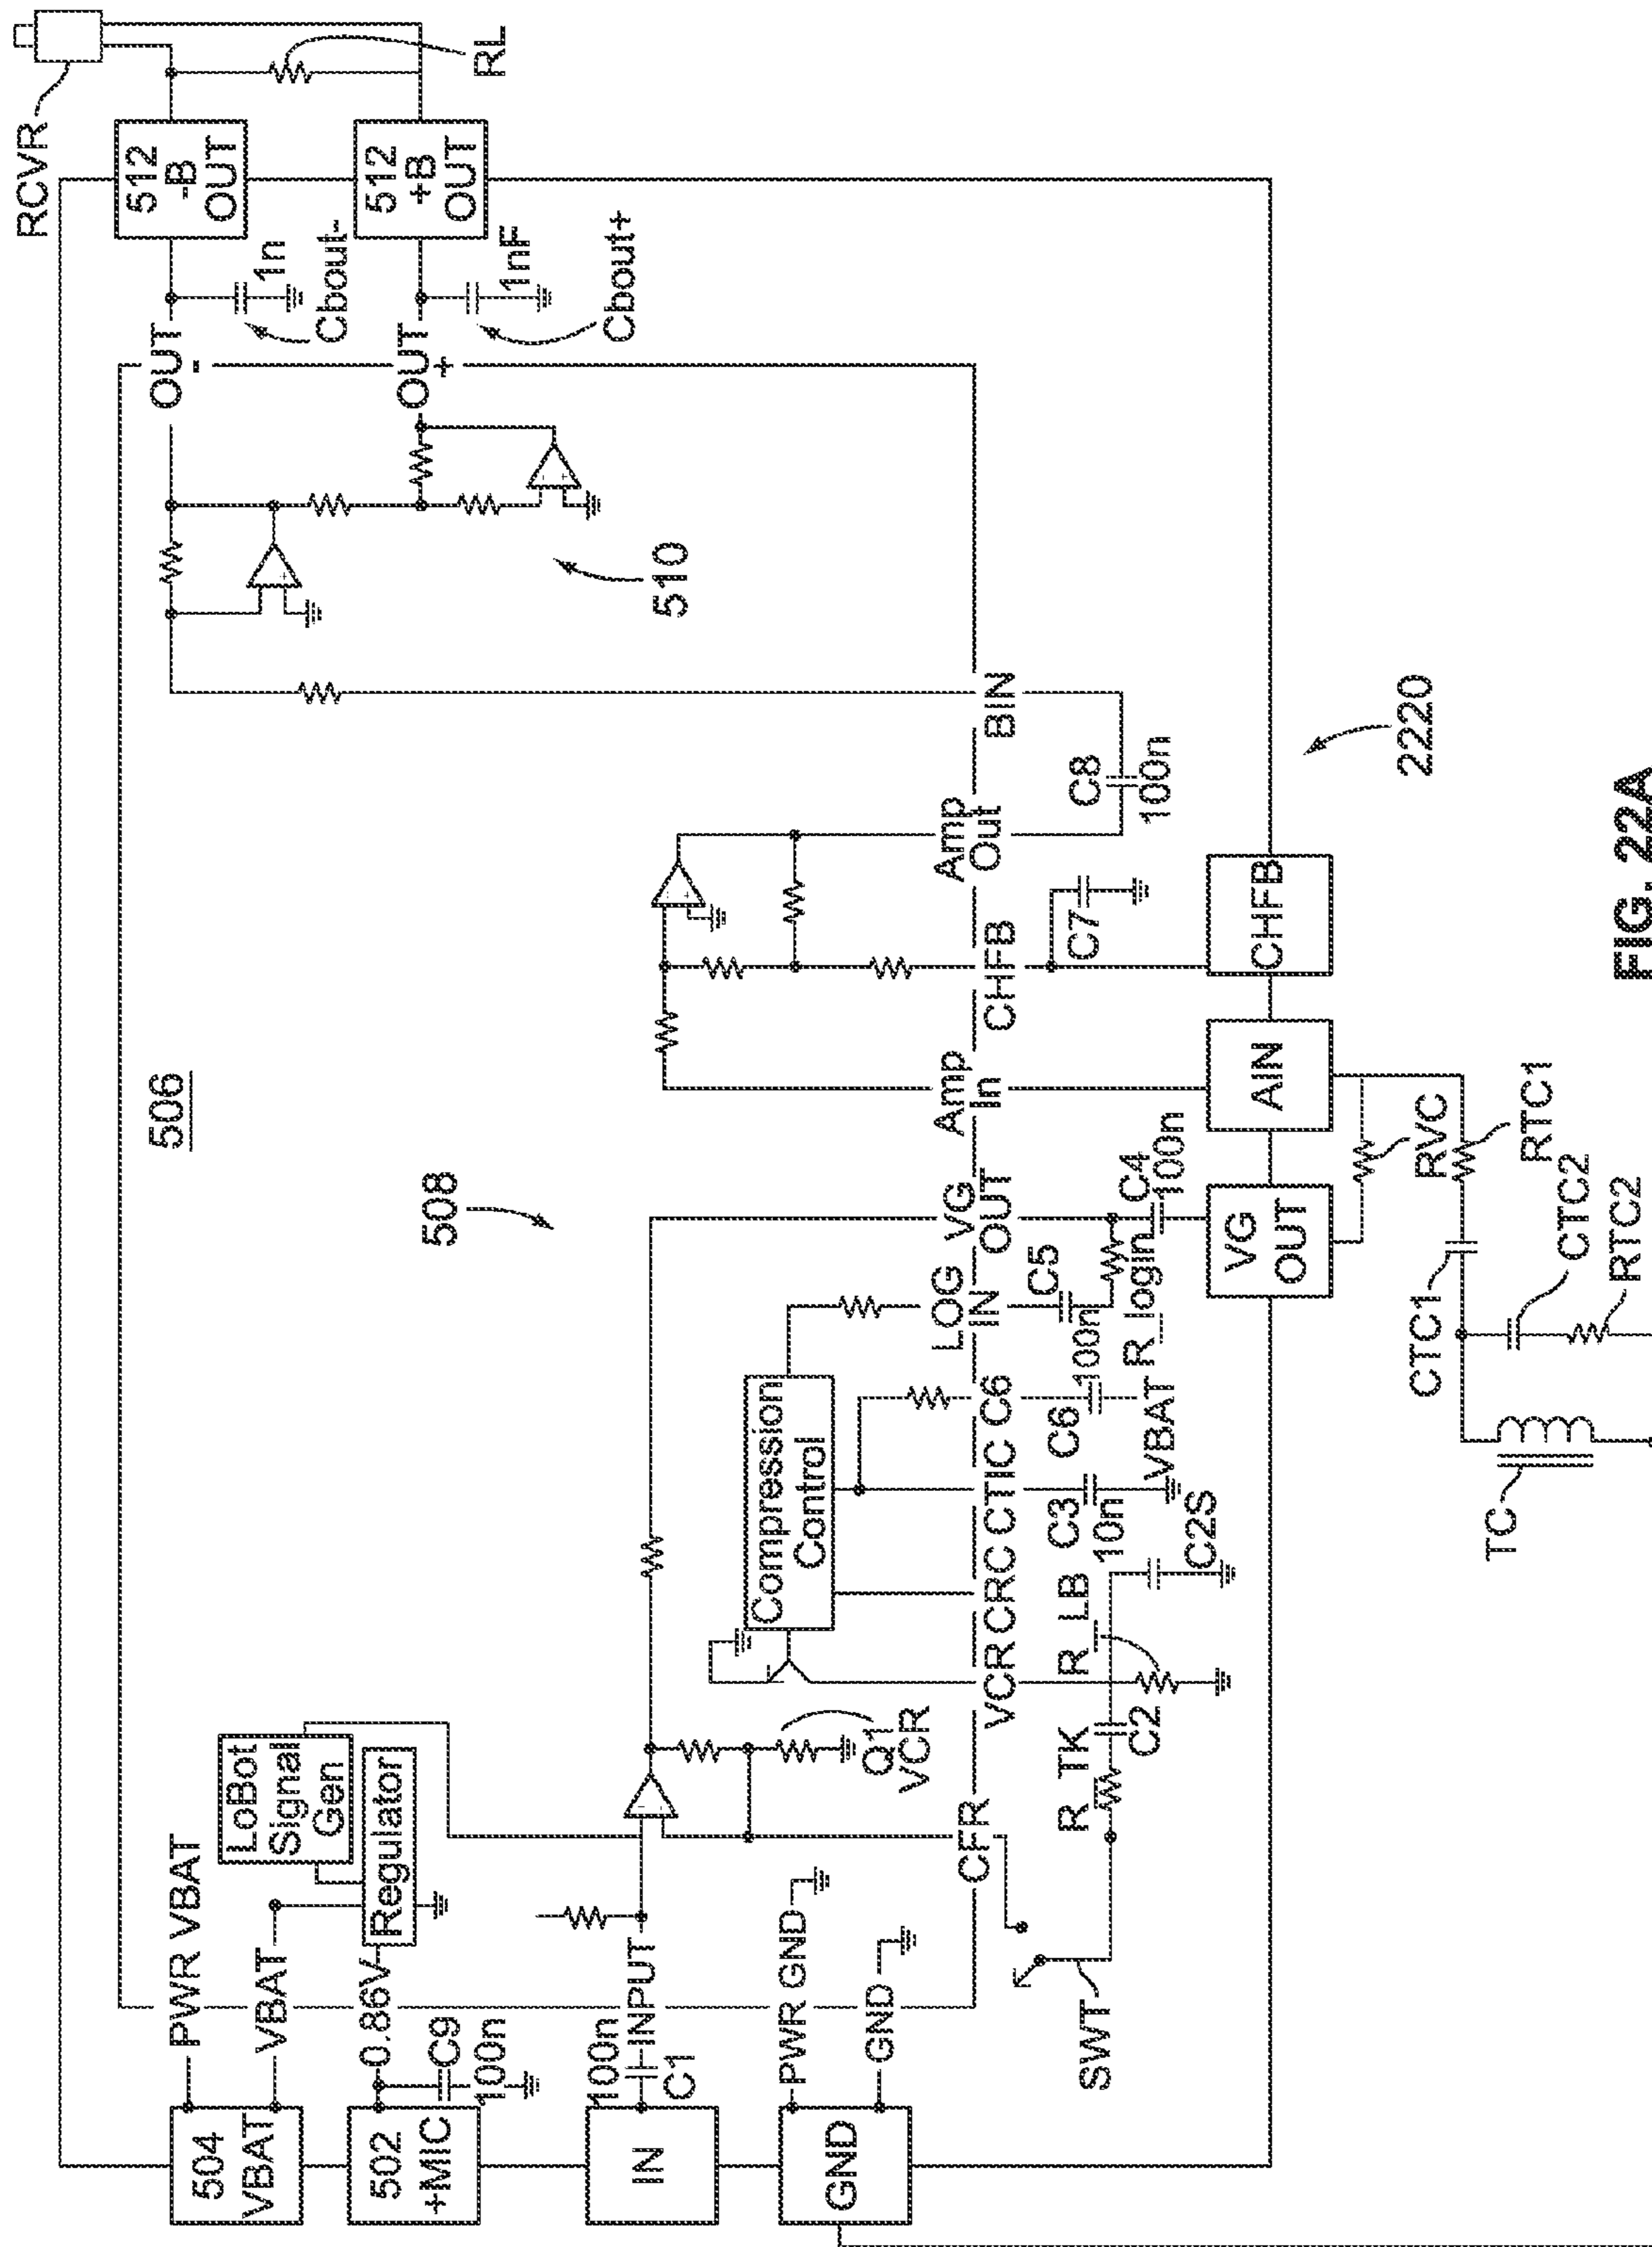 RCVR
512
-B
OUT
512
+B
OUT
RL
1n
Cbout-
1nF
Cbout+
OUT
-
OUT
+
510
506
508
BIN
Amp
Out
C8
100n
CHFB
C7
CHFB
2220
Amp
In
AIN
VG
OUT
C4
100n
VG
OUT
RVC
RTC1
CTC1
CTC2
RTC2
TC
LOG
IN
C5
100n
R_login
Compression
Control
C6
C6
VBAT
CTIC
C3
10n
CRC
VCR
R_LB
C2S
C2
R_TK
Q1
VCR
CFR
SWT
LoBot
Signal
Gen
Regulator
PWR VBAT
VBAT
0.86V
C9
100n
INPUT
100n
C1
PWR GND
GND
504
VBAT
502
+MIC
IN
GND
FIG. 22A